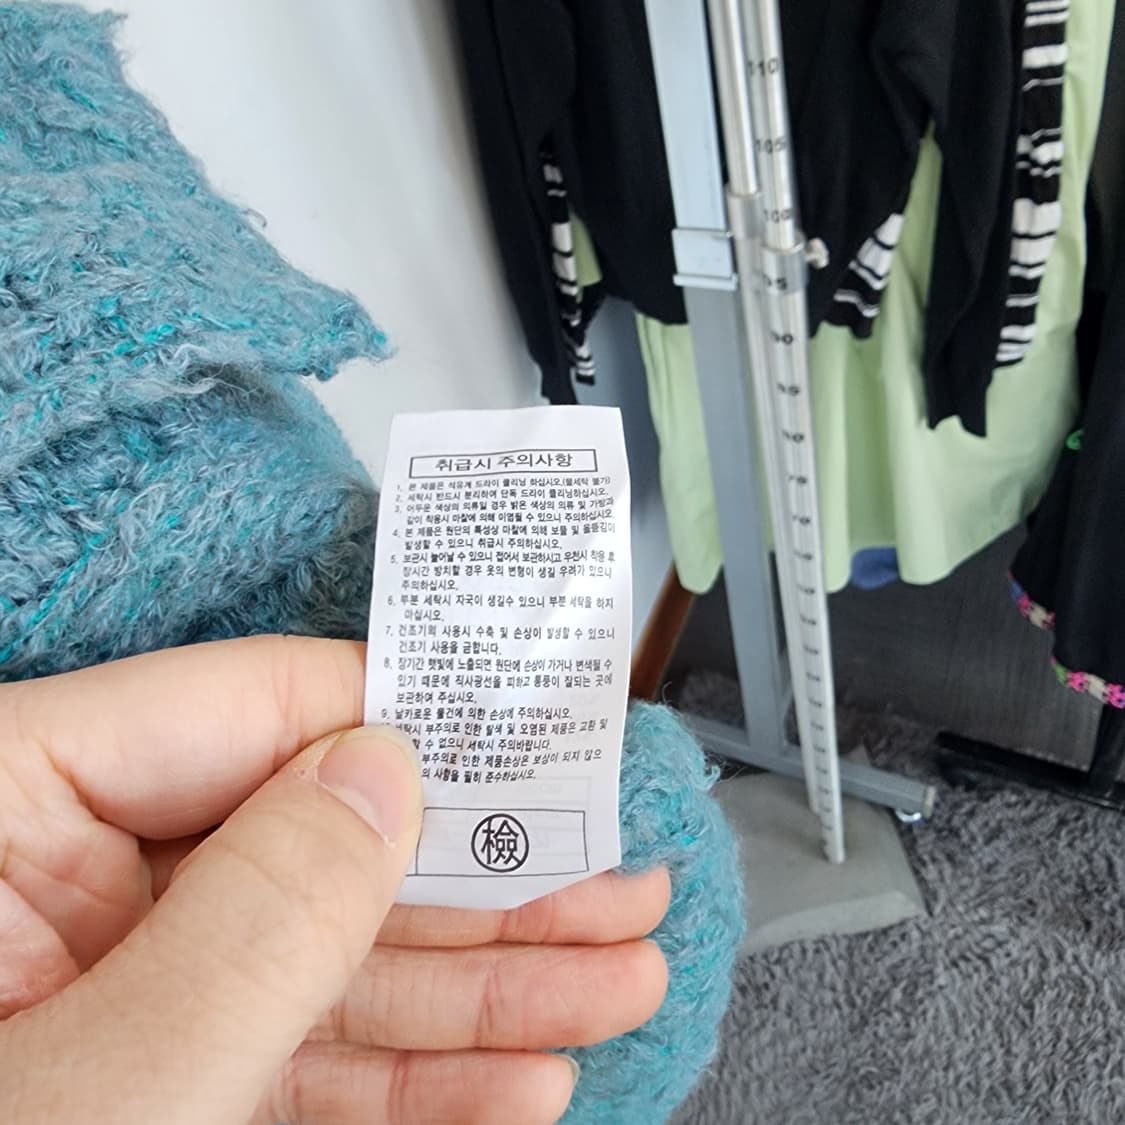 취급시 주의사항
1. 본 제품은 석유계 드라이 클리닝 하십시오.(물세탁 불가)
2. 세탁시 반드시 분리하여 단독 드라이 클리닝하십시오.
3. 어두운 색상의 의류일 경우 밝은 색상의 의류 및 가방과
같이 착용시 마찰에 의해 이염될 수 있으니 주의하십시오.
4. 본 제품은 원단의 특성상 마찰에 의해 보풀 및 올뜯김이
발생할 수 있으니 취급시 주의하십시오.
5. 보관시 늘어날 수 있으니 접어서 보관하시고 우천시 착용 후
장시간 방치할 경우 옷의 변형이 생길 우려가 있으니
주의하십시오.
6. 부분 세탁시 자국이 생길수 있으니 부분 세탁을 하지
마십시오.
7. 건조기의 사용시 수축 및 손상이 발생할 수 있으니
건조기 사용을 금합니다.
8. 장기간 햇빛에 노출되면 원단에 손상이 가거나 변색될 수
있기 때문에 직사광선을 피하고 통풍이 잘되는 곳에
보관하여 주십시오.
9. 날카로운 물건에 의한 손상에 주의하십시오.
세탁시 부주의로 인한 탈색 및 오염된 제품은 교환 및
할 수 없으니 세탁시 주의바랍니다.
부주의로 인한 제품손상은 보상이 되지 않으
의 사항을 필히 준수하십시오.
檢
110
105
100